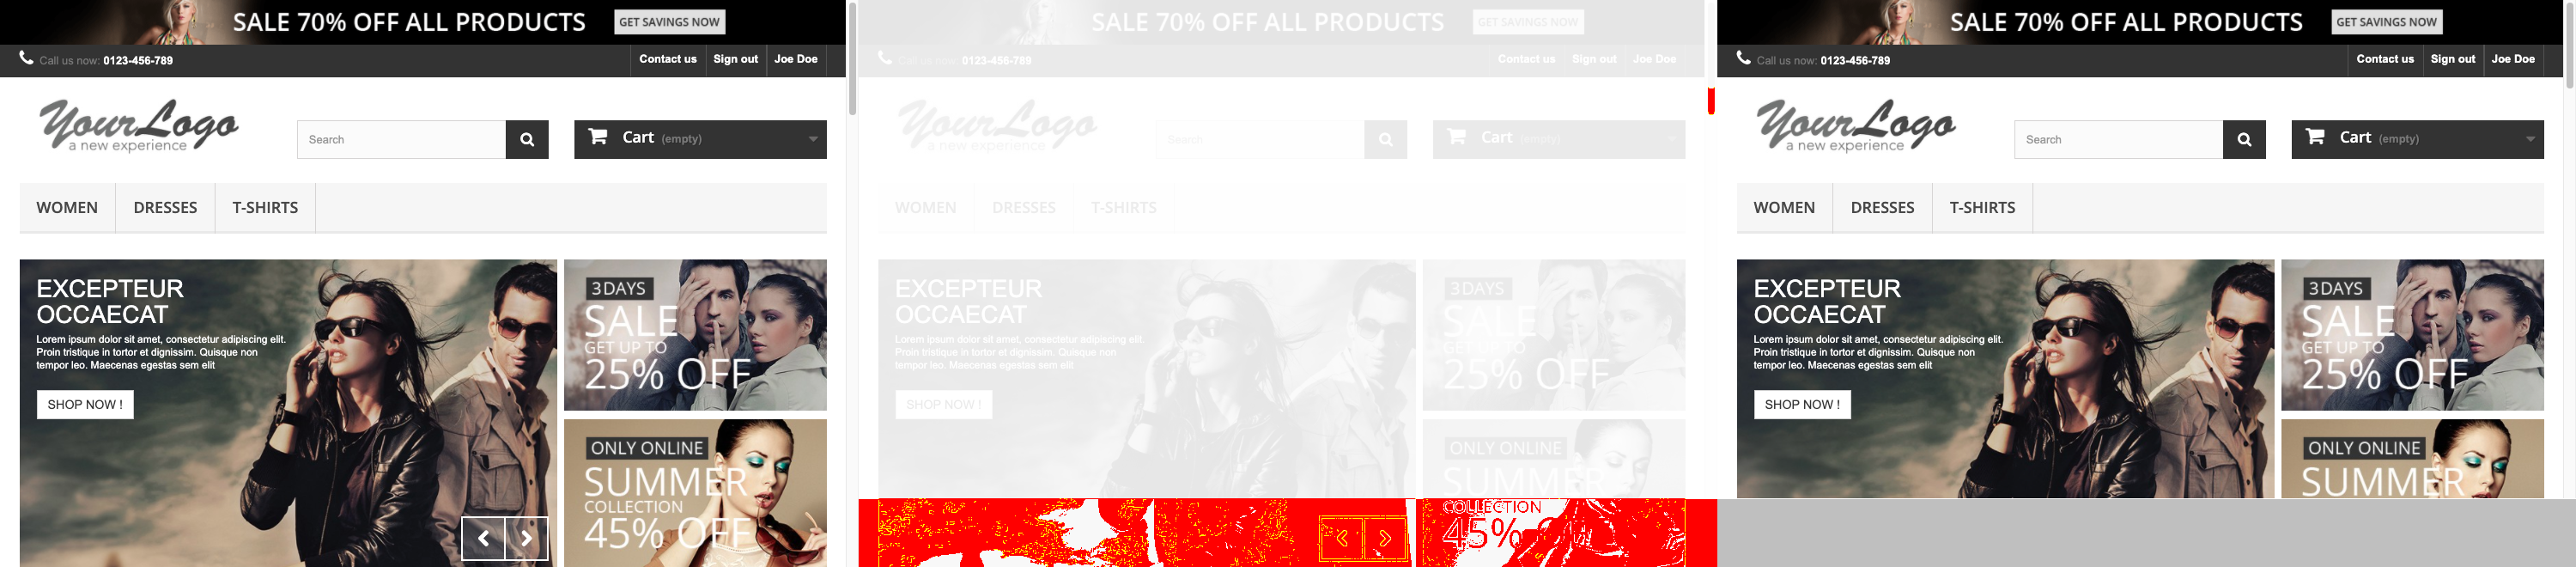 SALE 70% OFF ALL PRODUCTS GET SAVINGS NOW
Call us now: 0123-456-789 Contact us Sign out Joe Doe
YourLogo
a new experience
Search
Cart (empty)
WOMEN DRESSES T-SHIRTS
EXCEPTEUR
OCCAECAT
Lorem ipsum dolor sit amet, consectetur adipiscing elit.
Proin tristique in tortor et dignissim. Quisque non
tempor leo. Maecenas egestas sem elit
SHOP NOW !
3DAYS
SALE
GET UP TO
25% OFF
ONLY ONLINE
SUMMER
COLLECTION
45% OFF
SALE 70% OFF ALL PRODUCTS GET SAVINGS NOW
Call us now: 0123-456-789 Contact us Sign out Joe Doe
YourLogo
a new experience
Search
Cart (empty)
WOMEN DRESSES T-SHIRTS
EXCEPTEUR
OCCAECAT
Lorem ipsum dolor sit amet, consectetur adipiscing elit.
Proin tristique in tortor et dignissim. Quisque non
tempor leo. Maecenas egestas sem elit
SHOP NOW !
3DAYS
SALE
GET UP TO
25% OFF
ONLY ONLINE
SUMMER
COLLECTION
45%
SALE 70% OFF ALL PRODUCTS GET SAVINGS NOW
Call us now: 0123-456-789 Contact us Sign out Joe Doe
YourLogo
a new experience
Search
Cart (empty)
WOMEN DRESSES T-SHIRTS
EXCEPTEUR
OCCAECAT
Lorem ipsum dolor sit amet, consectetur adipiscing elit.
Proin tristique in tortor et dignissim. Quisque non
tempor leo. Maecenas egestas sem elit
SHOP NOW !
3DAYS
SALE
GET UP TO
25% OFF
ONLY ONLINE
SUMMER